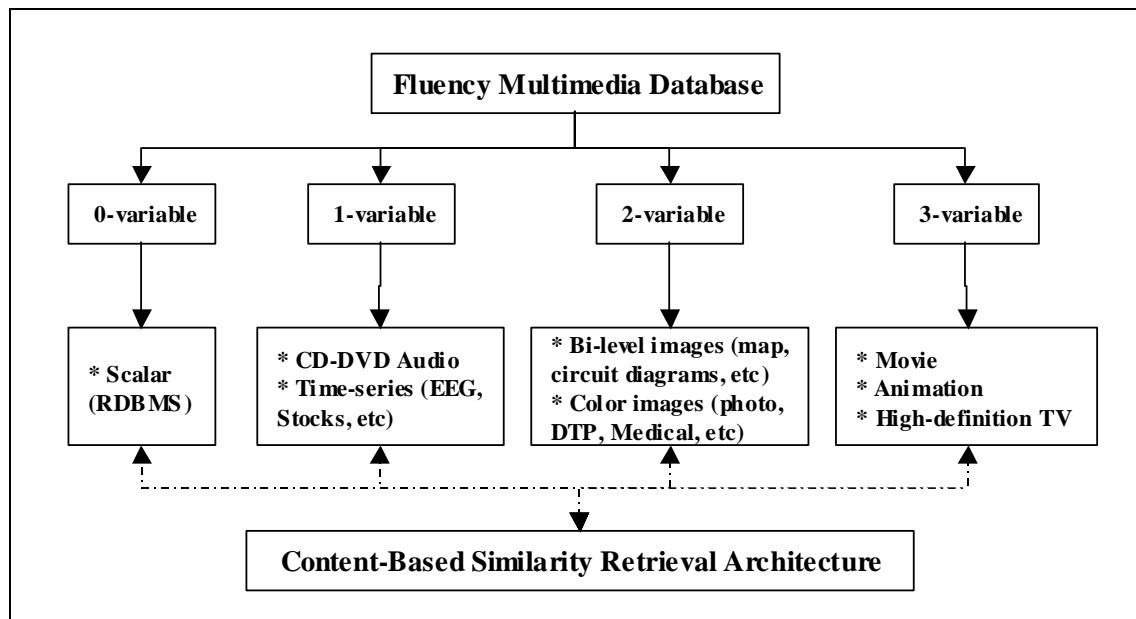 Fluency Multimedia Database
0-variable
1-variable
2-variable
3-variable
* Scalar
(RDBMS)
* CD-DVD Audio
* Time-series (EEG,
Stocks, etc)
* Bi-level images (map,
circuit diagrams, etc)
* Color images (photo,
DTP, Medical, etc)
* Movie
* Animation
* High-definition TV
Content-Based Similarity Retrieval Architecture